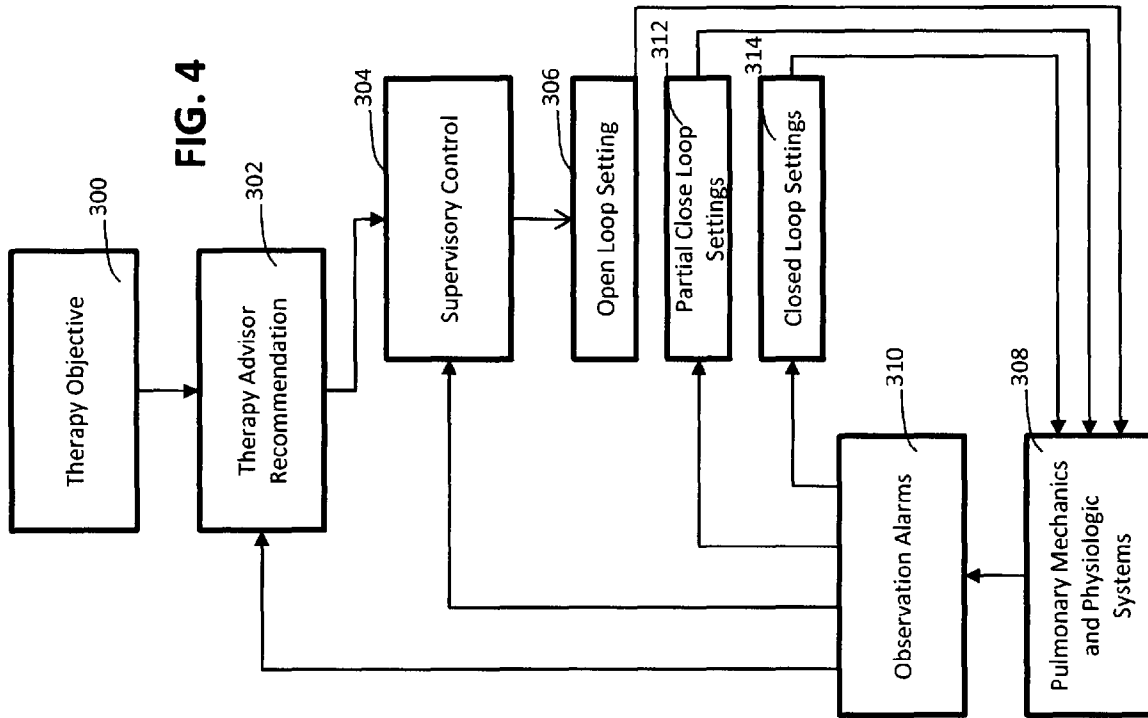 FIG. 4
300
Therapy Objective
302
Therapy Advisor
Recommendation
304
Supervisory Control
306
Open Loop Setting
312
Partial Close Loop
Settings
314
Closed Loop Settings
310
Observation Alarms
308
Pulmonary Mechanics
and Physiologic
Systems